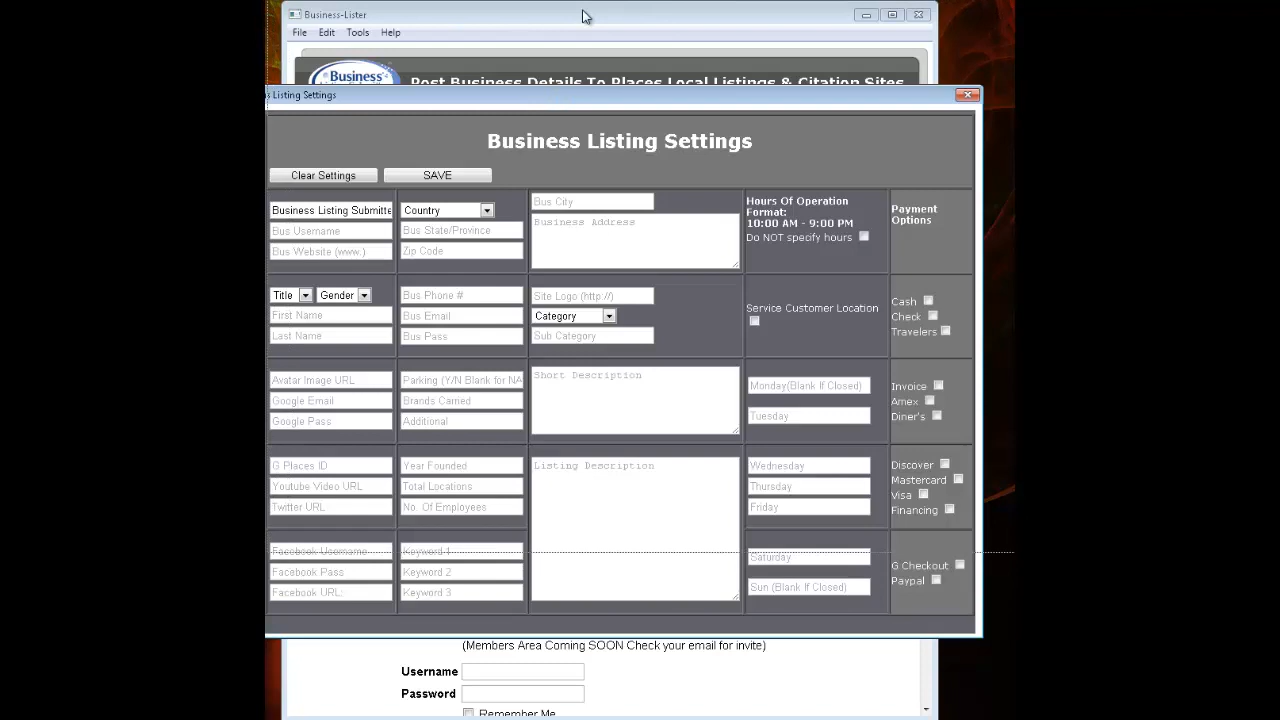 Business-Lister
File Edit Tools Help
Business
Post Business Details To Places Local Listings & Citation Sites
s Listing Settings
Business Listing Settings
Clear Settings SAVE
Business Listing Submitte
Bus Username
Bus Website (www.)
Country
Bus State/Province
Zip Code
Bus City
Business Address
Hours Of Operation
Format:
10:00 AM - 9:00 PM
Do NOT specify hours
Payment
Options
Title Gender
First Name
Last Name
Bus Phone #
Bus Email
Bus Pass
Site Logo (http://)
Category
Sub Category
Service Customer Location
Cash
Check
Travelers
Avatar Image URL
Google Email
Google Pass
Parking (Y/N Blank for N/A
Brands Carried
Additional
Short Description
Monday(Blank If Closed)
Tuesday
Invoice
Amex
Diner's
G Places ID
Youtube Video URL
Twitter URL
Year Founded
Total Locations
No. Of Employees
Listing Description
Wednesday
Thursday
Friday
Discover
Mastercard
Visa
Financing
Facebook Username
Facebook Pass
Facebook URL:
Keyword 1
Keyword 2
Keyword 3
Saturday
Sun (Blank If Closed)
G Checkout
Paypal
(Members Area Coming SOON Check your email for invite)
Username
Password
Remember Me